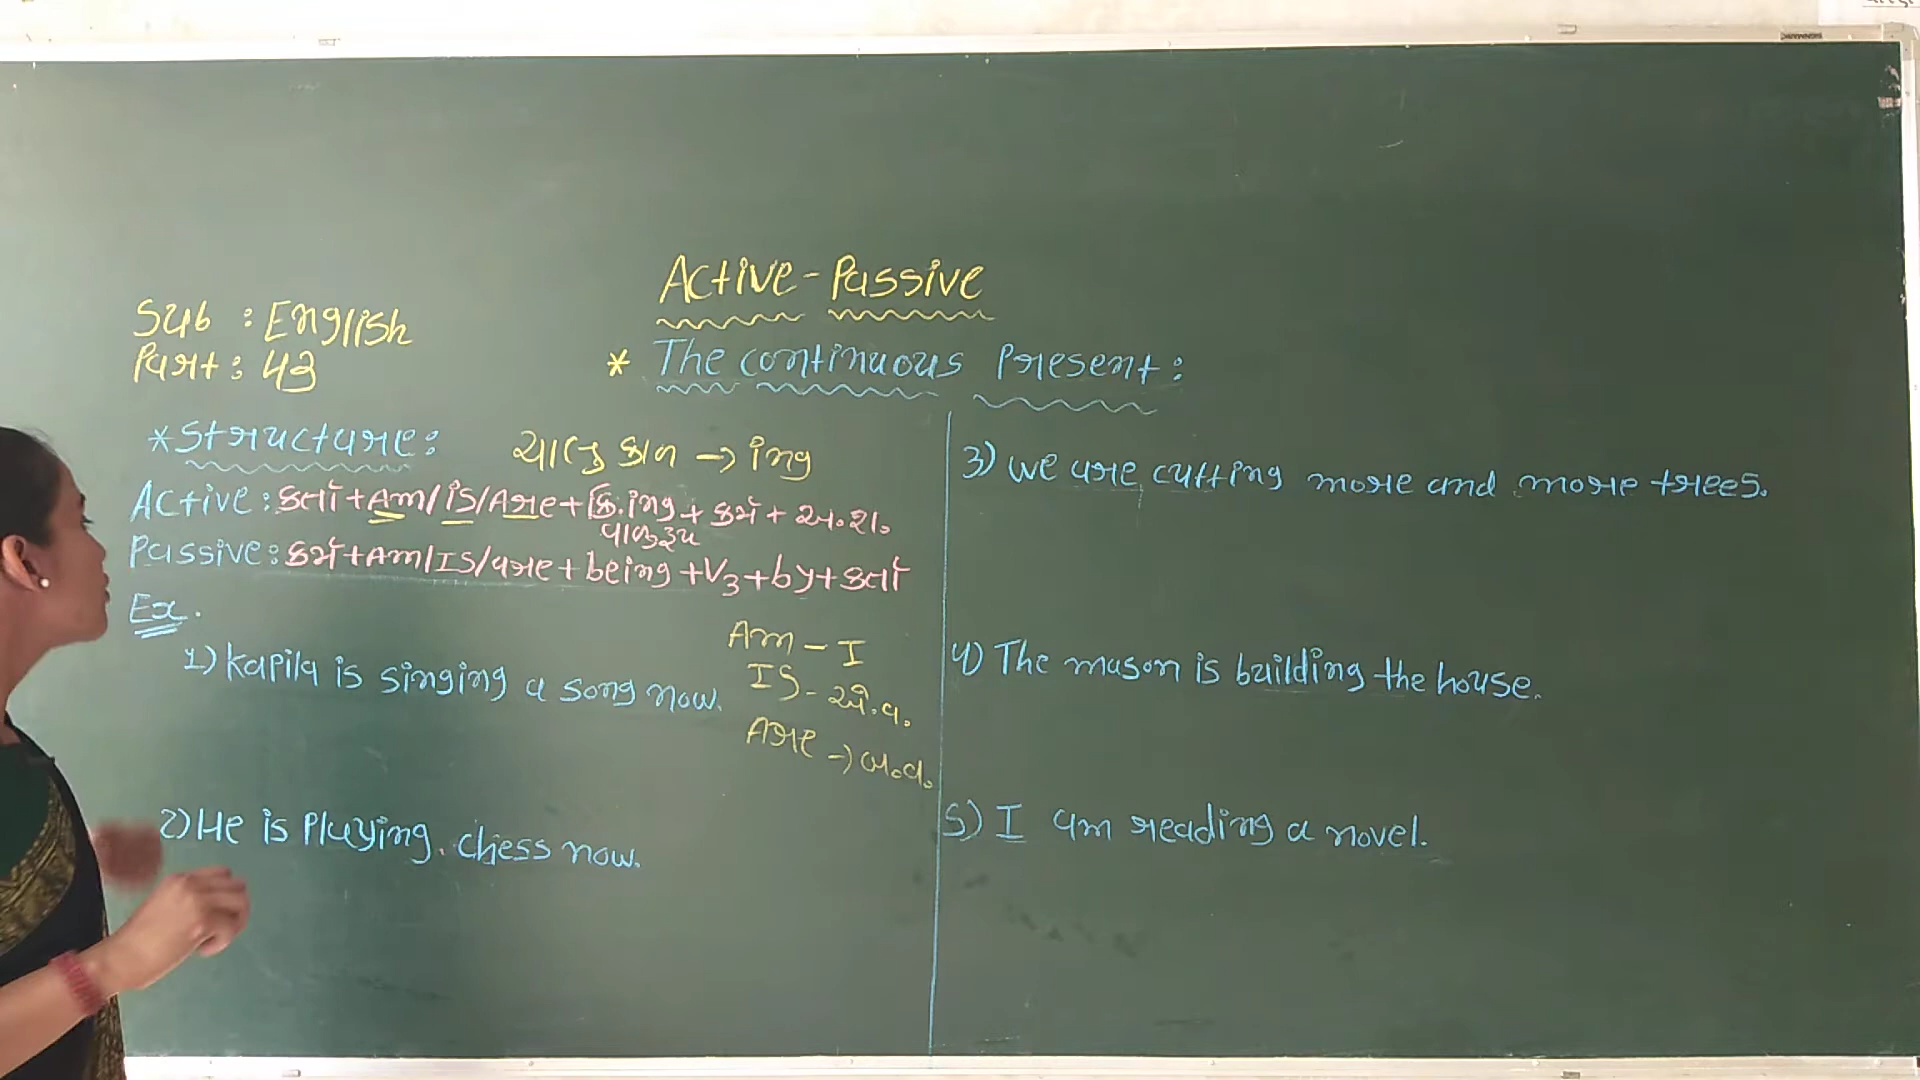 Active-Passive
Sub : English
Part : 43
* The continuous Present :
* Structure :
ચાલુ કાળ → ing
Active : કર્તા + Am/is/Are + ક્રિ.ing + કર્મ + અ.શ.
વાળુ રૂપ
Passive : કર્મ + Am/Is/are + being + V3 + by + કર્તા
Ex.
1) Kapila is singing a song now.
Am - I
IS - એ.વ.
Are → બ.વ.
2) He is Playing chess now.
3) we are cutting more and more trees.
4) The mason is building the house.
5) I am reading a novel.